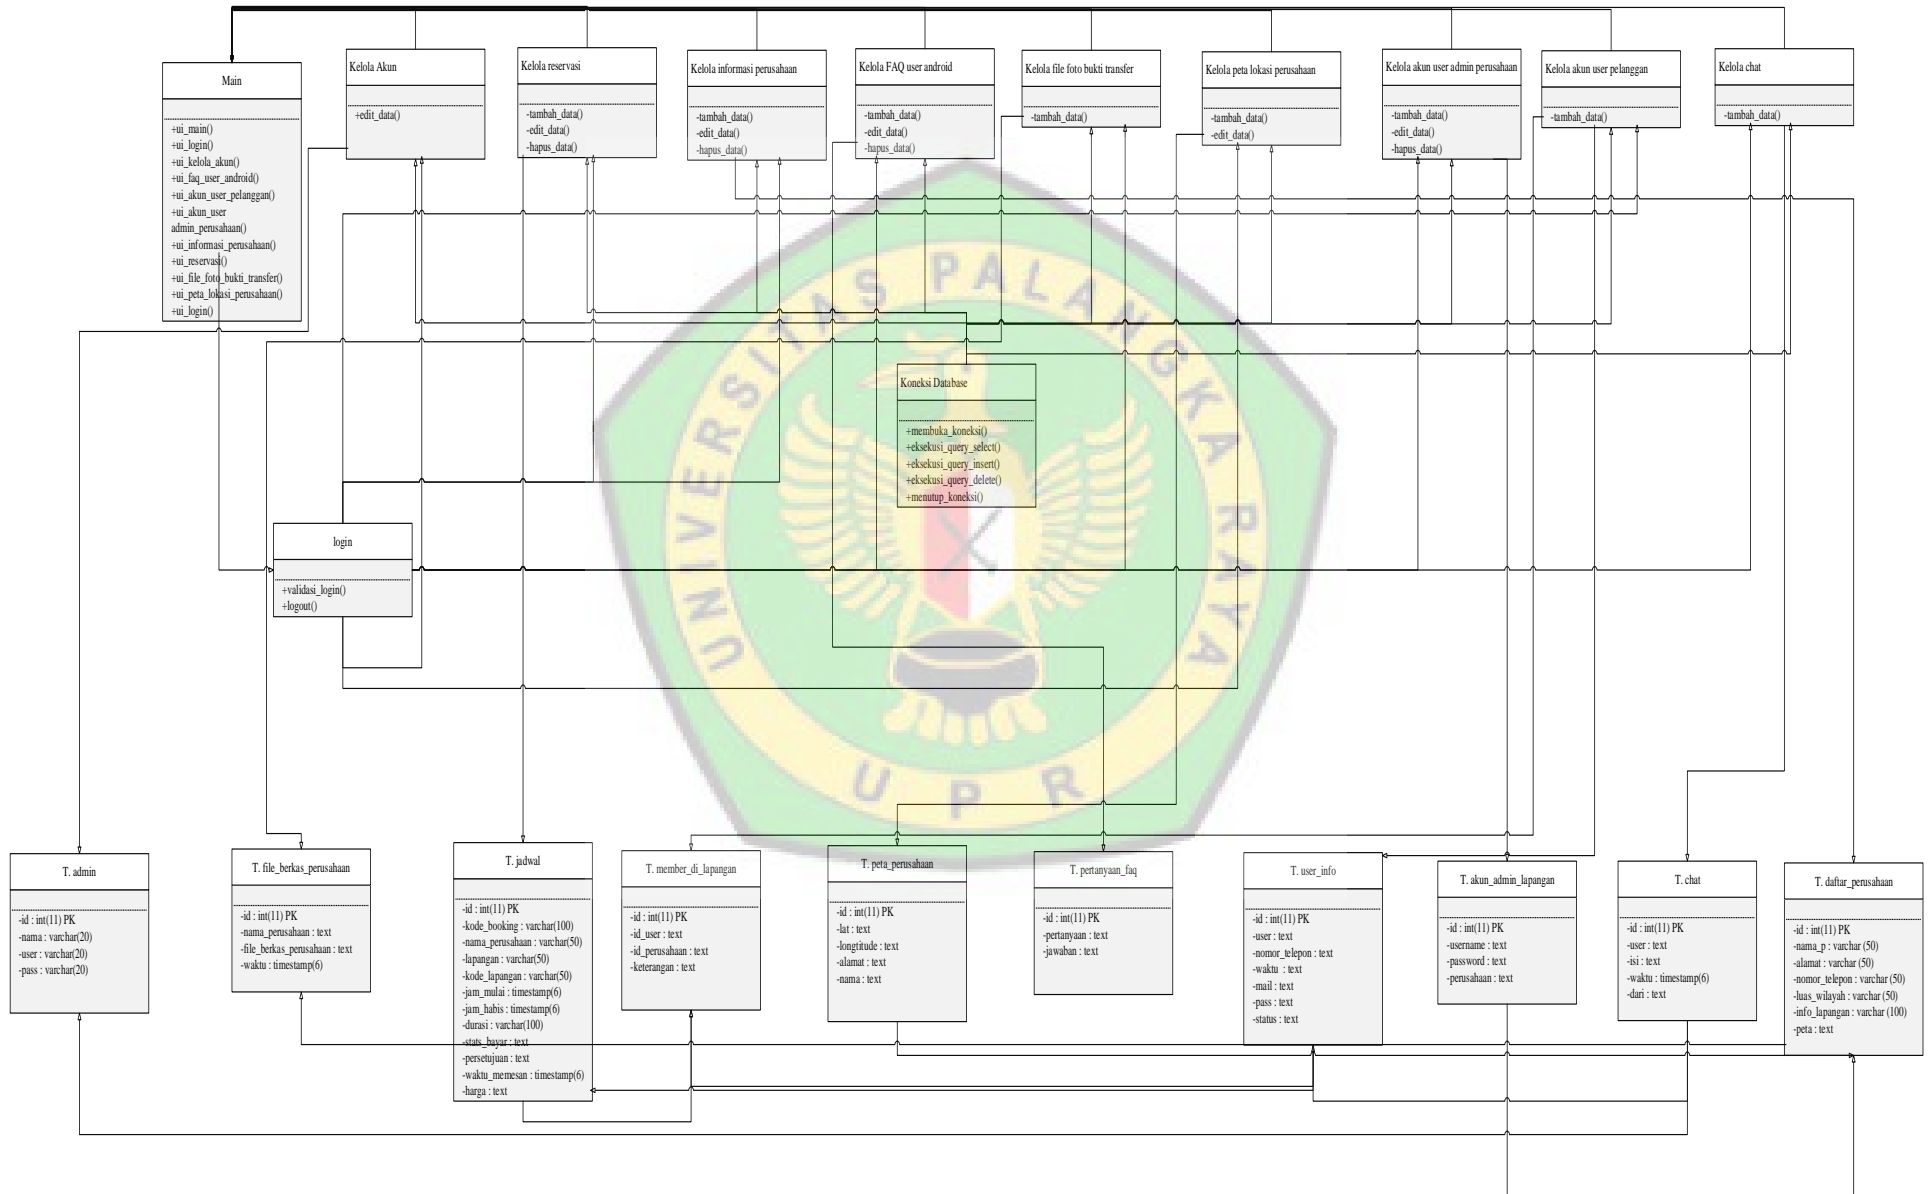 Main
+ui_main()
+ui_login()
+ui_kelola_akun()
+ui_faq_user_android()
+ui_akun_user_pelanggan()
+ui_akun_user
admin_perusahaan()
+ui_informasi_perusahaan()
+ui_reservasi()
+ui_file_foto_bukti_transfer()
+ui_peta_lokasi_perusahaan()
+ui_login()
Kelola Akun
+edit_data()
Kelola reservasi
-tambah_data()
-edit_data()
-hapus_data()
Kelola informasi perusahaan
-tambah_data()
-edit_data()
-hapus_data()
Kelola FAQ user android
-tambah_data()
-edit_data()
-hapus_data()
Kelola file foto bukti transfer
-tambah_data()
Kelola peta lokasi perusahaan
-tambah_data()
-edit_data()
Kelola akun user admin perusahaan
-tambah_data()
-edit_data()
-hapus_data()
Kelola akun user pelanggan
-tambah_data()
Kelola chat
-tambah_data()
UNIVERSITAS PALANGKA RAYA
UPR
Koneksi Database
+membuka_koneksi()
+eksekusi_query_select()
+eksekusi_query_insert()
+eksekusi_query_delete()
+menutup_koneksi()
login
+validasi_login()
+logout()
T. admin
-id : int(11) PK
-nama : varchar(20)
-user : varchar(20)
-pass : varchar(20)
T. file_berkas_perusahaan
-id : int(11) PK
-nama_perusahaan : text
-file_berkas_perusahaan : text
-waktu : timestamp(6)
T. jadwal
-id : int(11) PK
-kode_booking : varchar(100)
-nama_perusahaan : varchar(50)
-lapangan : varchar(50)
-kode_lapangan : varchar(50)
-jam_mulai : timestamp(6)
-jam_habis : timestamp(6)
-durasi : varchar(100)
-stats_bayar : text
-persetujuan : text
-waktu_memesan : timestamp(6)
-harga : text
T. member_di_lapangan
-id : int(11) PK
-id_user : text
-id_perusahaan : text
-keterangan : text
T. peta_perusahaan
-id : int(11) PK
-lat : text
-longtitude : text
-alamat : text
-nama : text
T. pertanyaan_faq
-id : int(11) PK
-pertanyaan : text
-jawaban : text
T. user_info
-id : int(11) PK
-user : text
-nomor_telepon : text
-waktu : text
-mail : text
-pass : text
-status : text
T. akun_admin_lapangan
-id : int(11) PK
-username : text
-password : text
-perusahaan : text
T. chat
-id : int(11) PK
-user : text
-isi : text
-waktu : timestamp(6)
-dari : text
T. daftar_perusahaan
-id : int(11) PK
-nama_p : varchar (50)
-alamat : varchar (50)
-nomor_telepon : varchar (50)
-luas_wilayah : varchar (50)
-info_lapangan : varchar (100)
-peta : text